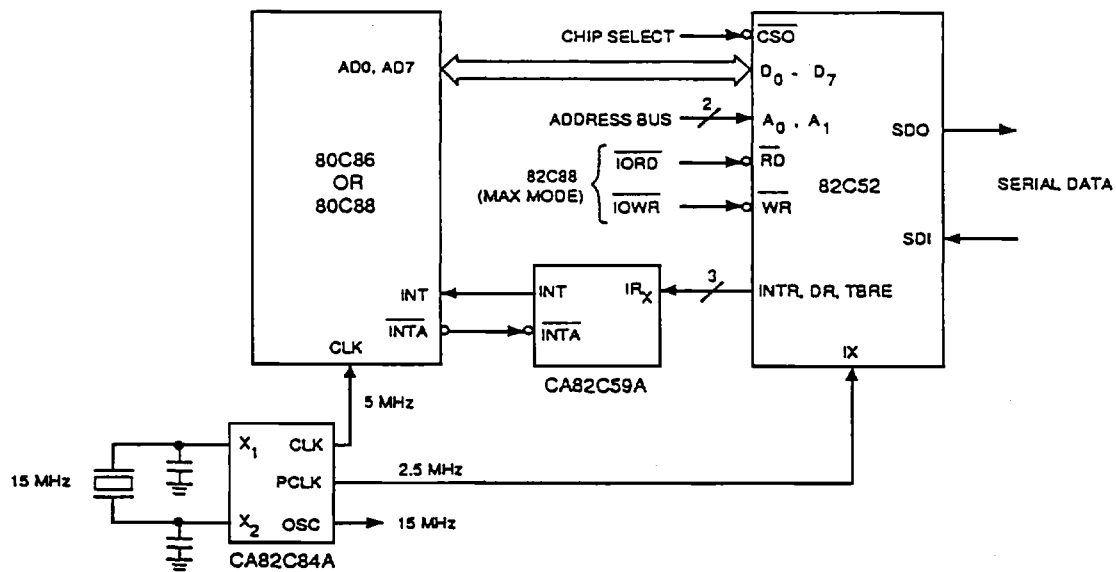 CHIP SELECT
CSO
AD0, AD7
D0 - D7
2
ADDRESS BUS
A0 , A1
SDO
80C86
OR
80C88
82C88
(MAX MODE)
IORD
RD
IOWR
WR
82C52
SERIAL DATA
SDI
INT
INT
IRX
3
INTR, DR, TBRE
INTA
INTA
CLK
IX
CA82C59A
5 MHz
X1
CLK
15 MHz
PCLK
2.5 MHz
X2
OSC
15 MHz
CA82C84A